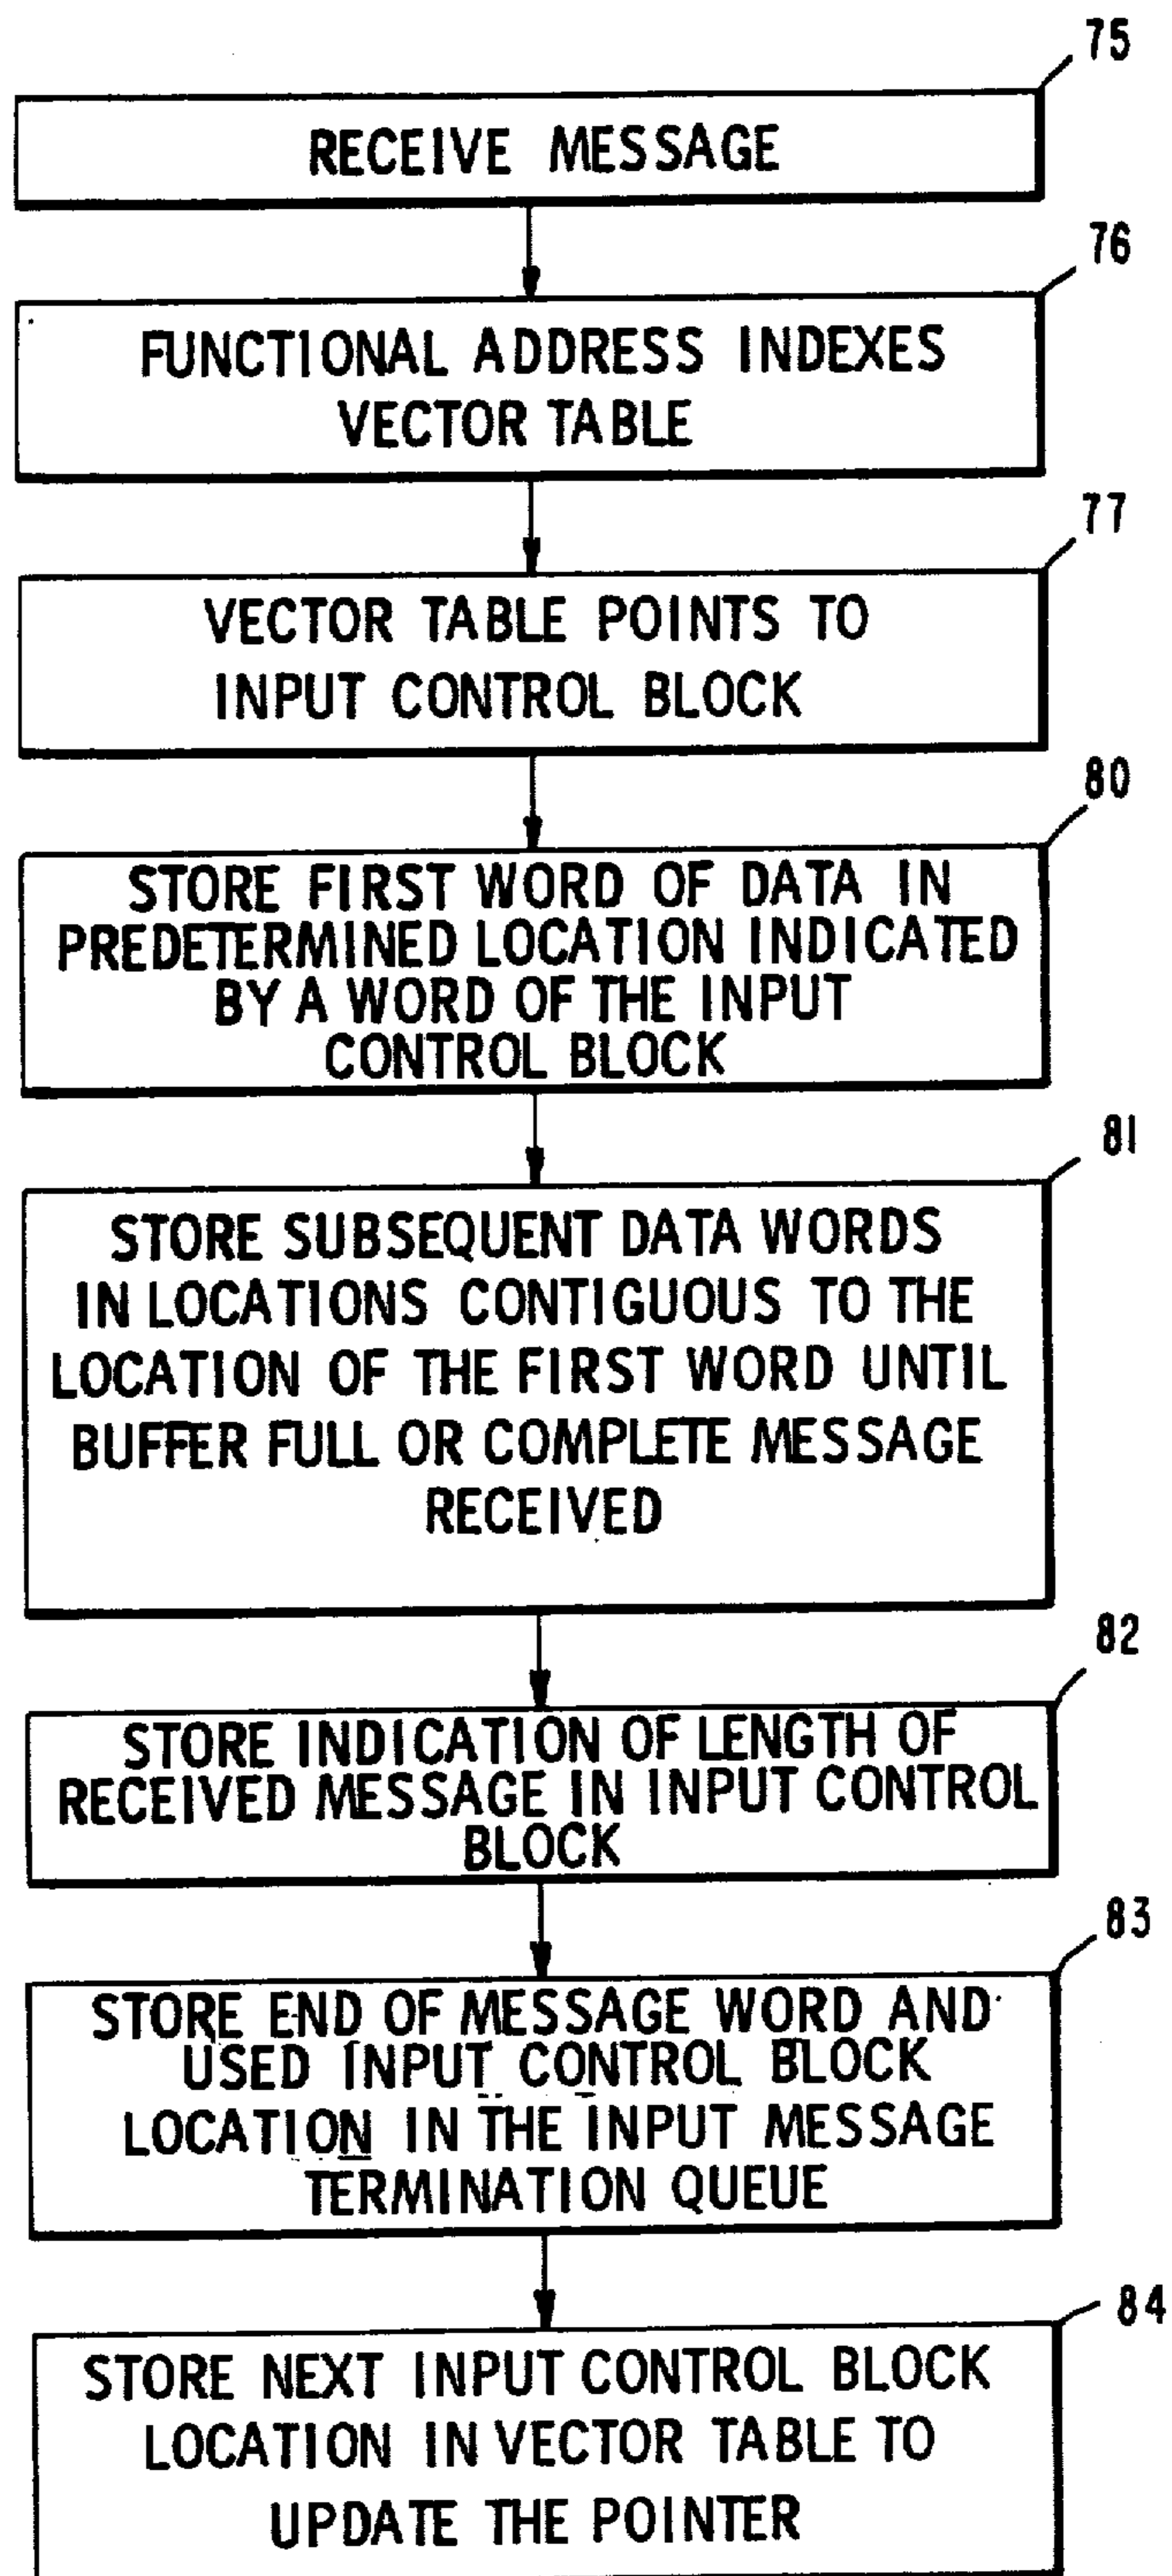 75
RECEIVE MESSAGE
76
FUNCTIONAL ADDRESS INDEXES
VECTOR TABLE
77
VECTOR TABLE POINTS TO
INPUT CONTROL BLOCK
80
STORE FIRST WORD OF DATA IN
PREDETERMINED LOCATION INDICATED
BY A WORD OF THE INPUT
CONTROL BLOCK
81
STORE SUBSEQUENT DATA WORDS
IN LOCATIONS CONTIGUOUS TO THE
LOCATION OF THE FIRST WORD UNTIL
BUFFER FULL OR COMPLETE MESSAGE
RECEIVED
82
STORE INDICATION OF LENGTH OF
RECEIVED MESSAGE IN INPUT CONTROL
BLOCK
83
STORE END OF MESSAGE WORD AND
USED INPUT CONTROL BLOCK
LOCATION IN THE INPUT MESSAGE
TERMINATION QUEUE
84
STORE NEXT INPUT CONTROL BLOCK
LOCATION IN VECTOR TABLE TO
UPDATE THE POINTER